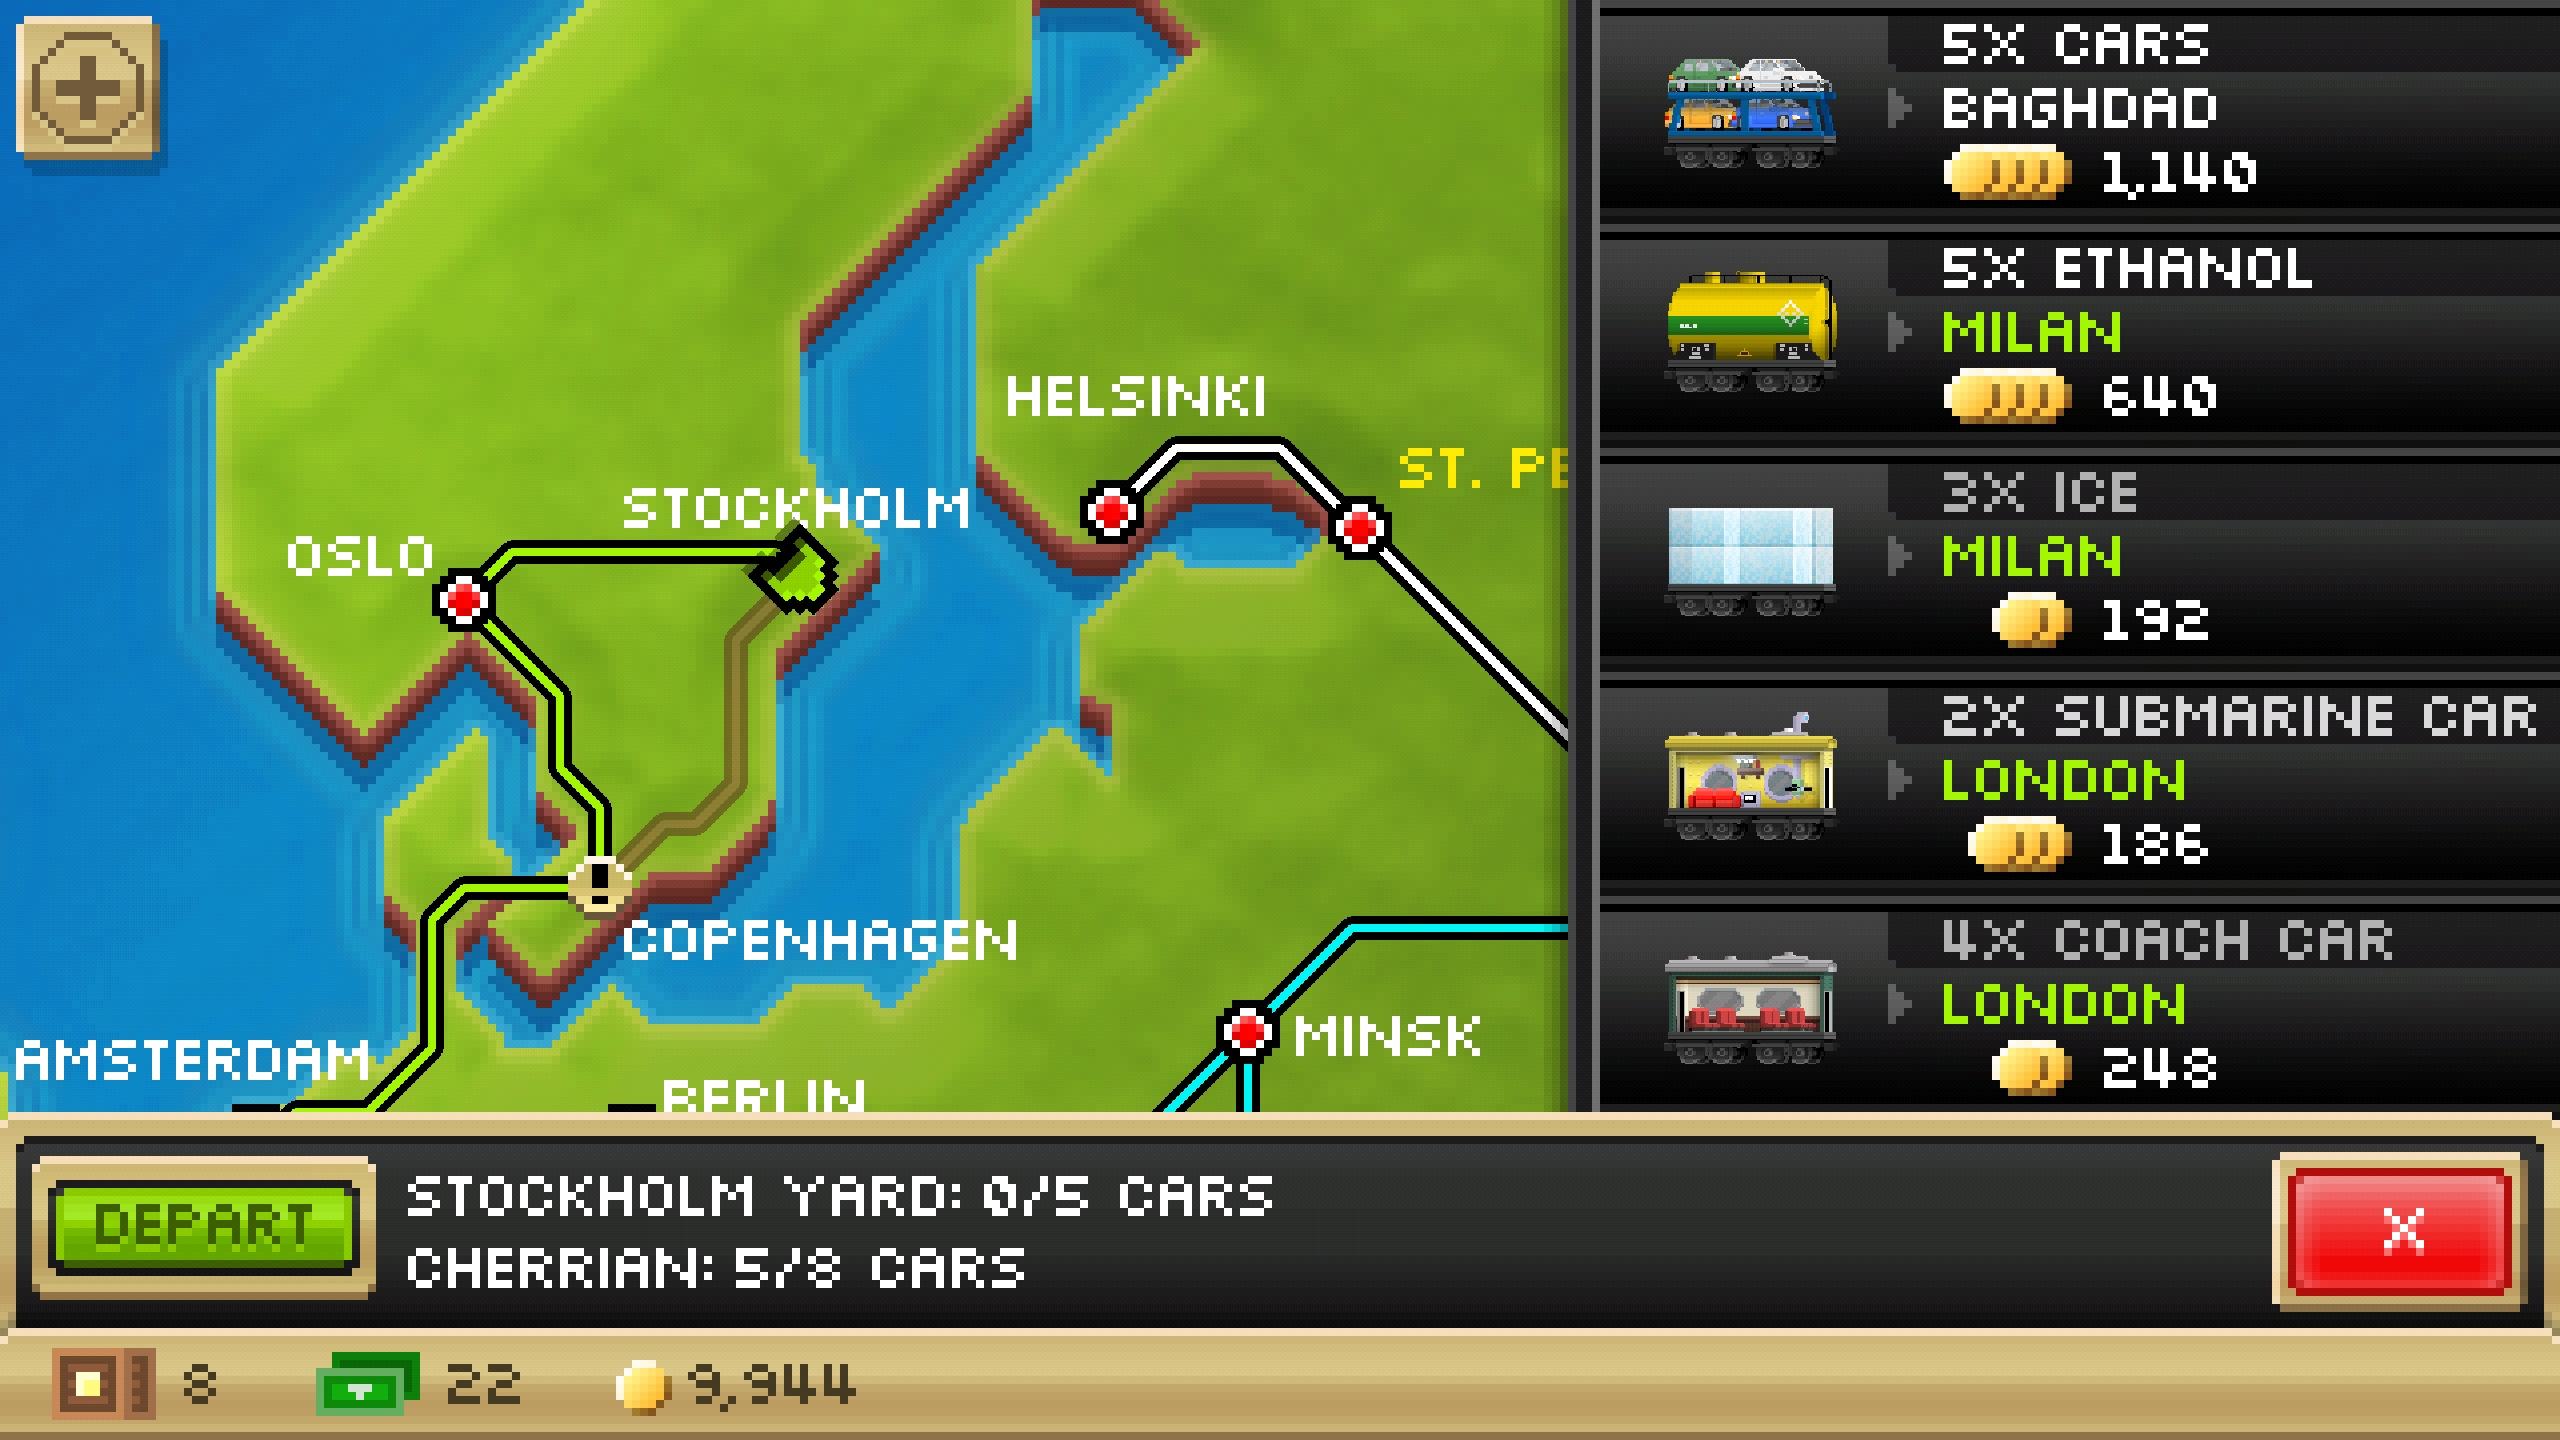 HELSINKI
ST. PE
STOCKHOLM
OSLO
COPENHAGEN
AMSTERDAM
MINSK
BERLIN
5X CARS
BAGHDAD
1,140
5X ETHANOL
MILAN
640
3X ICE
MILAN
192
2X SUBMARINE CAR
LONDON
186
4X COACH CAR
LONDON
248
DEPART
STOCKHOLM YARD: 0/5 CARS
CHERRIAN: 5/8 CARS
X
8
22
9,944